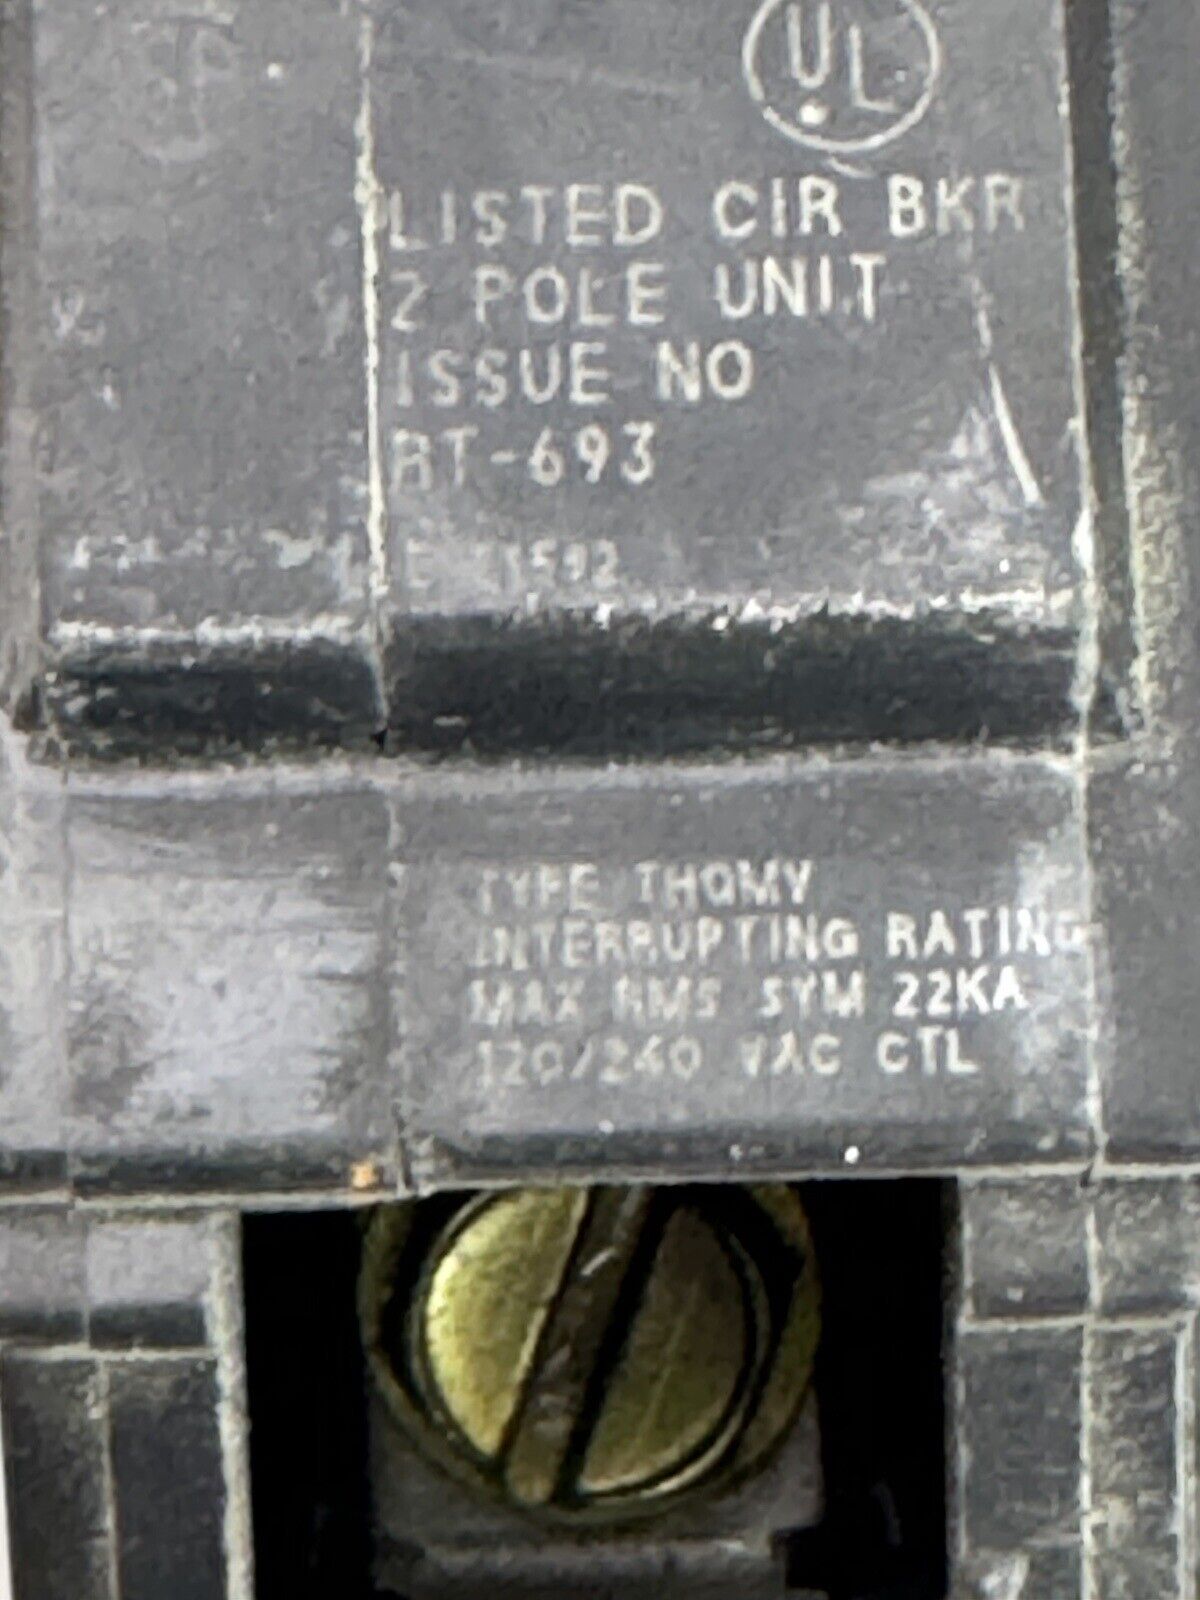 UL
LISTED CIR BKR
2 POLE UNIT
ISSUE NO
BT-693
TYPE THQMV
INTERRUPTING RATING
MAX RMS SYM 22KA
120/240 VAC CTL